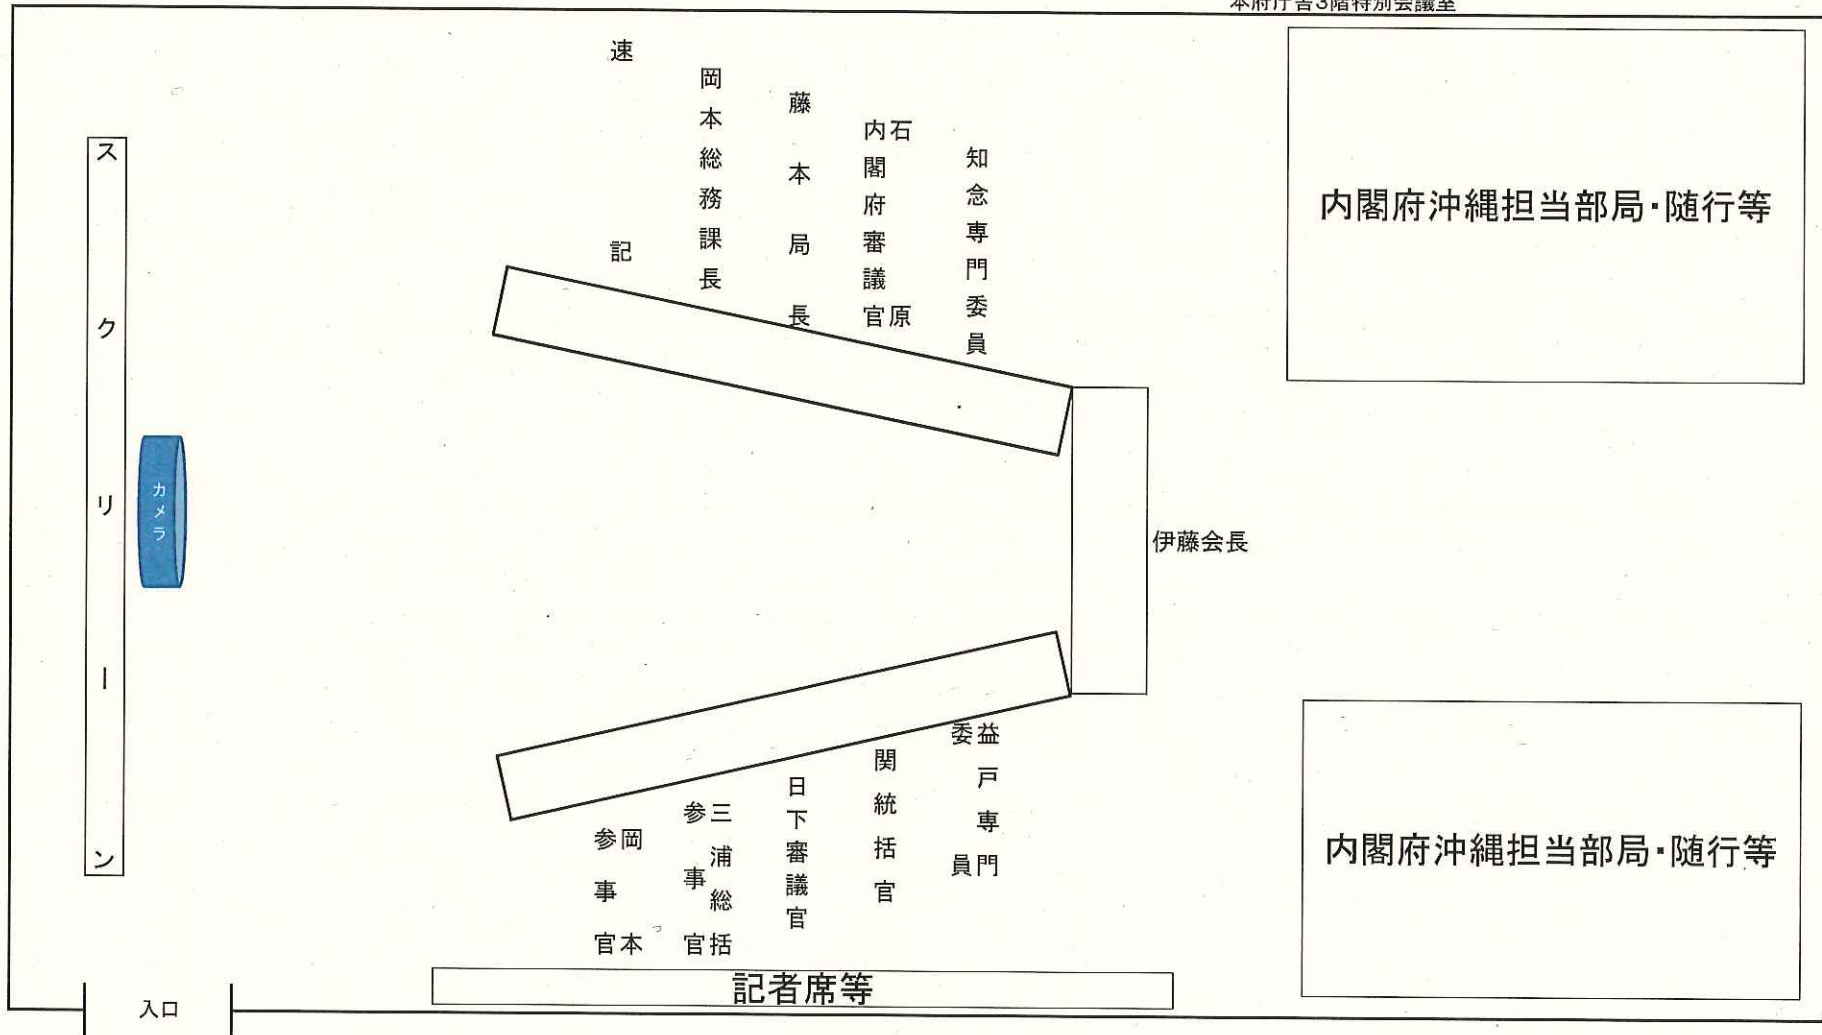 本府庁舎3階特別会議室
速記
岡本総務課長
藤本局長
石原
内閣府審議官
知念専門委員
内閣府沖縄担当部局・随行等
スクリーン
カメラ
伊藤会長
岡本
参事官
三浦総括
参事官
日下審議官
関統括官
益戸専門
委員
内閣府沖縄担当部局・随行等
記者席等
入口